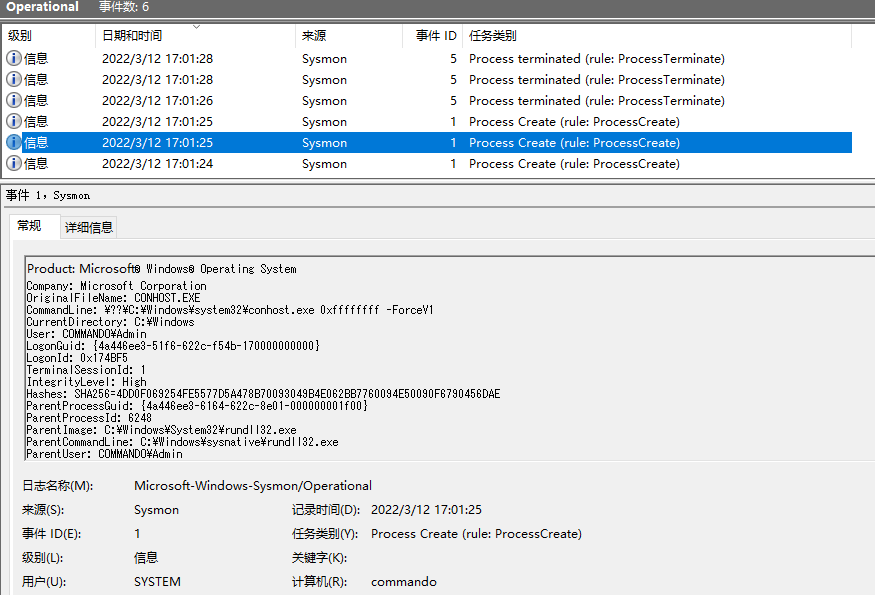 Operational 事件数: 6
级别 日期和时间 来源 事件 ID 任务类别
信息 2022/3/12 17:01:28 Sysmon 5 Process terminated (rule: ProcessTerminate)
信息 2022/3/12 17:01:28 Sysmon 5 Process terminated (rule: ProcessTerminate)
信息 2022/3/12 17:01:26 Sysmon 5 Process terminated (rule: ProcessTerminate)
信息 2022/3/12 17:01:25 Sysmon 1 Process Create (rule: ProcessCreate)
信息 2022/3/12 17:01:25 Sysmon 1 Process Create (rule: ProcessCreate)
信息 2022/3/12 17:01:24 Sysmon 1 Process Create (rule: ProcessCreate)
事件 1，Sysmon
常规 详细信息
Product: Microsoft® Windows® Operating System
Company: Microsoft Corporation
OriginalFileName: CONHOST.EXE
CommandLine: ¥??¥C:¥Windows¥system32¥conhost.exe 0xffffffff -ForceV1
CurrentDirectory: C:¥Windows
User: COMMANDO¥Admin
LogonGuid: {4a446ee3-51f6-622c-f54b-170000000000}
LogonId: 0x174BF5
TerminalSessionId: 1
IntegrityLevel: High
Hashes: SHA256=4DD0F069254FE5577D5A478B70093049B4E062BB7760094E50090F6790456DAE
ParentProcessGuid: {4a446ee3-6164-622c-8e01-000000001f00}
ParentProcessId: 6248
ParentImage: C:¥Windows¥System32¥rundll32.exe
ParentCommandLine: C:¥Windows¥sysnative¥rundll32.exe
ParentUser: COMMANDO¥Admin
日志名称(M): Microsoft-Windows-Sysmon/Operational
来源(S): Sysmon 记录时间(D): 2022/3/12 17:01:25
事件 ID(E): 1 任务类别(Y): Process Create (rule: ProcessCreate)
级别(L): 信息 关键字(K):
用户(U): SYSTEM 计算机(R): commando